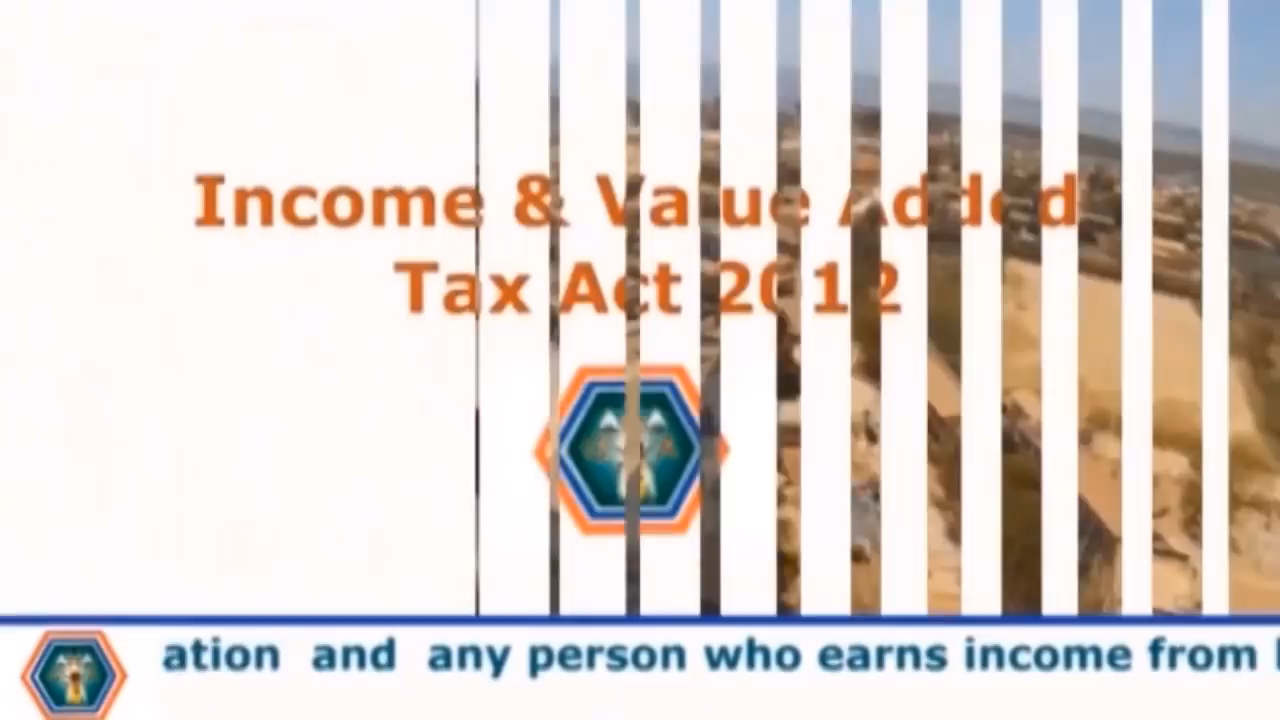 Income & Value Added
Tax Act 2012
ation and any person who earns income from